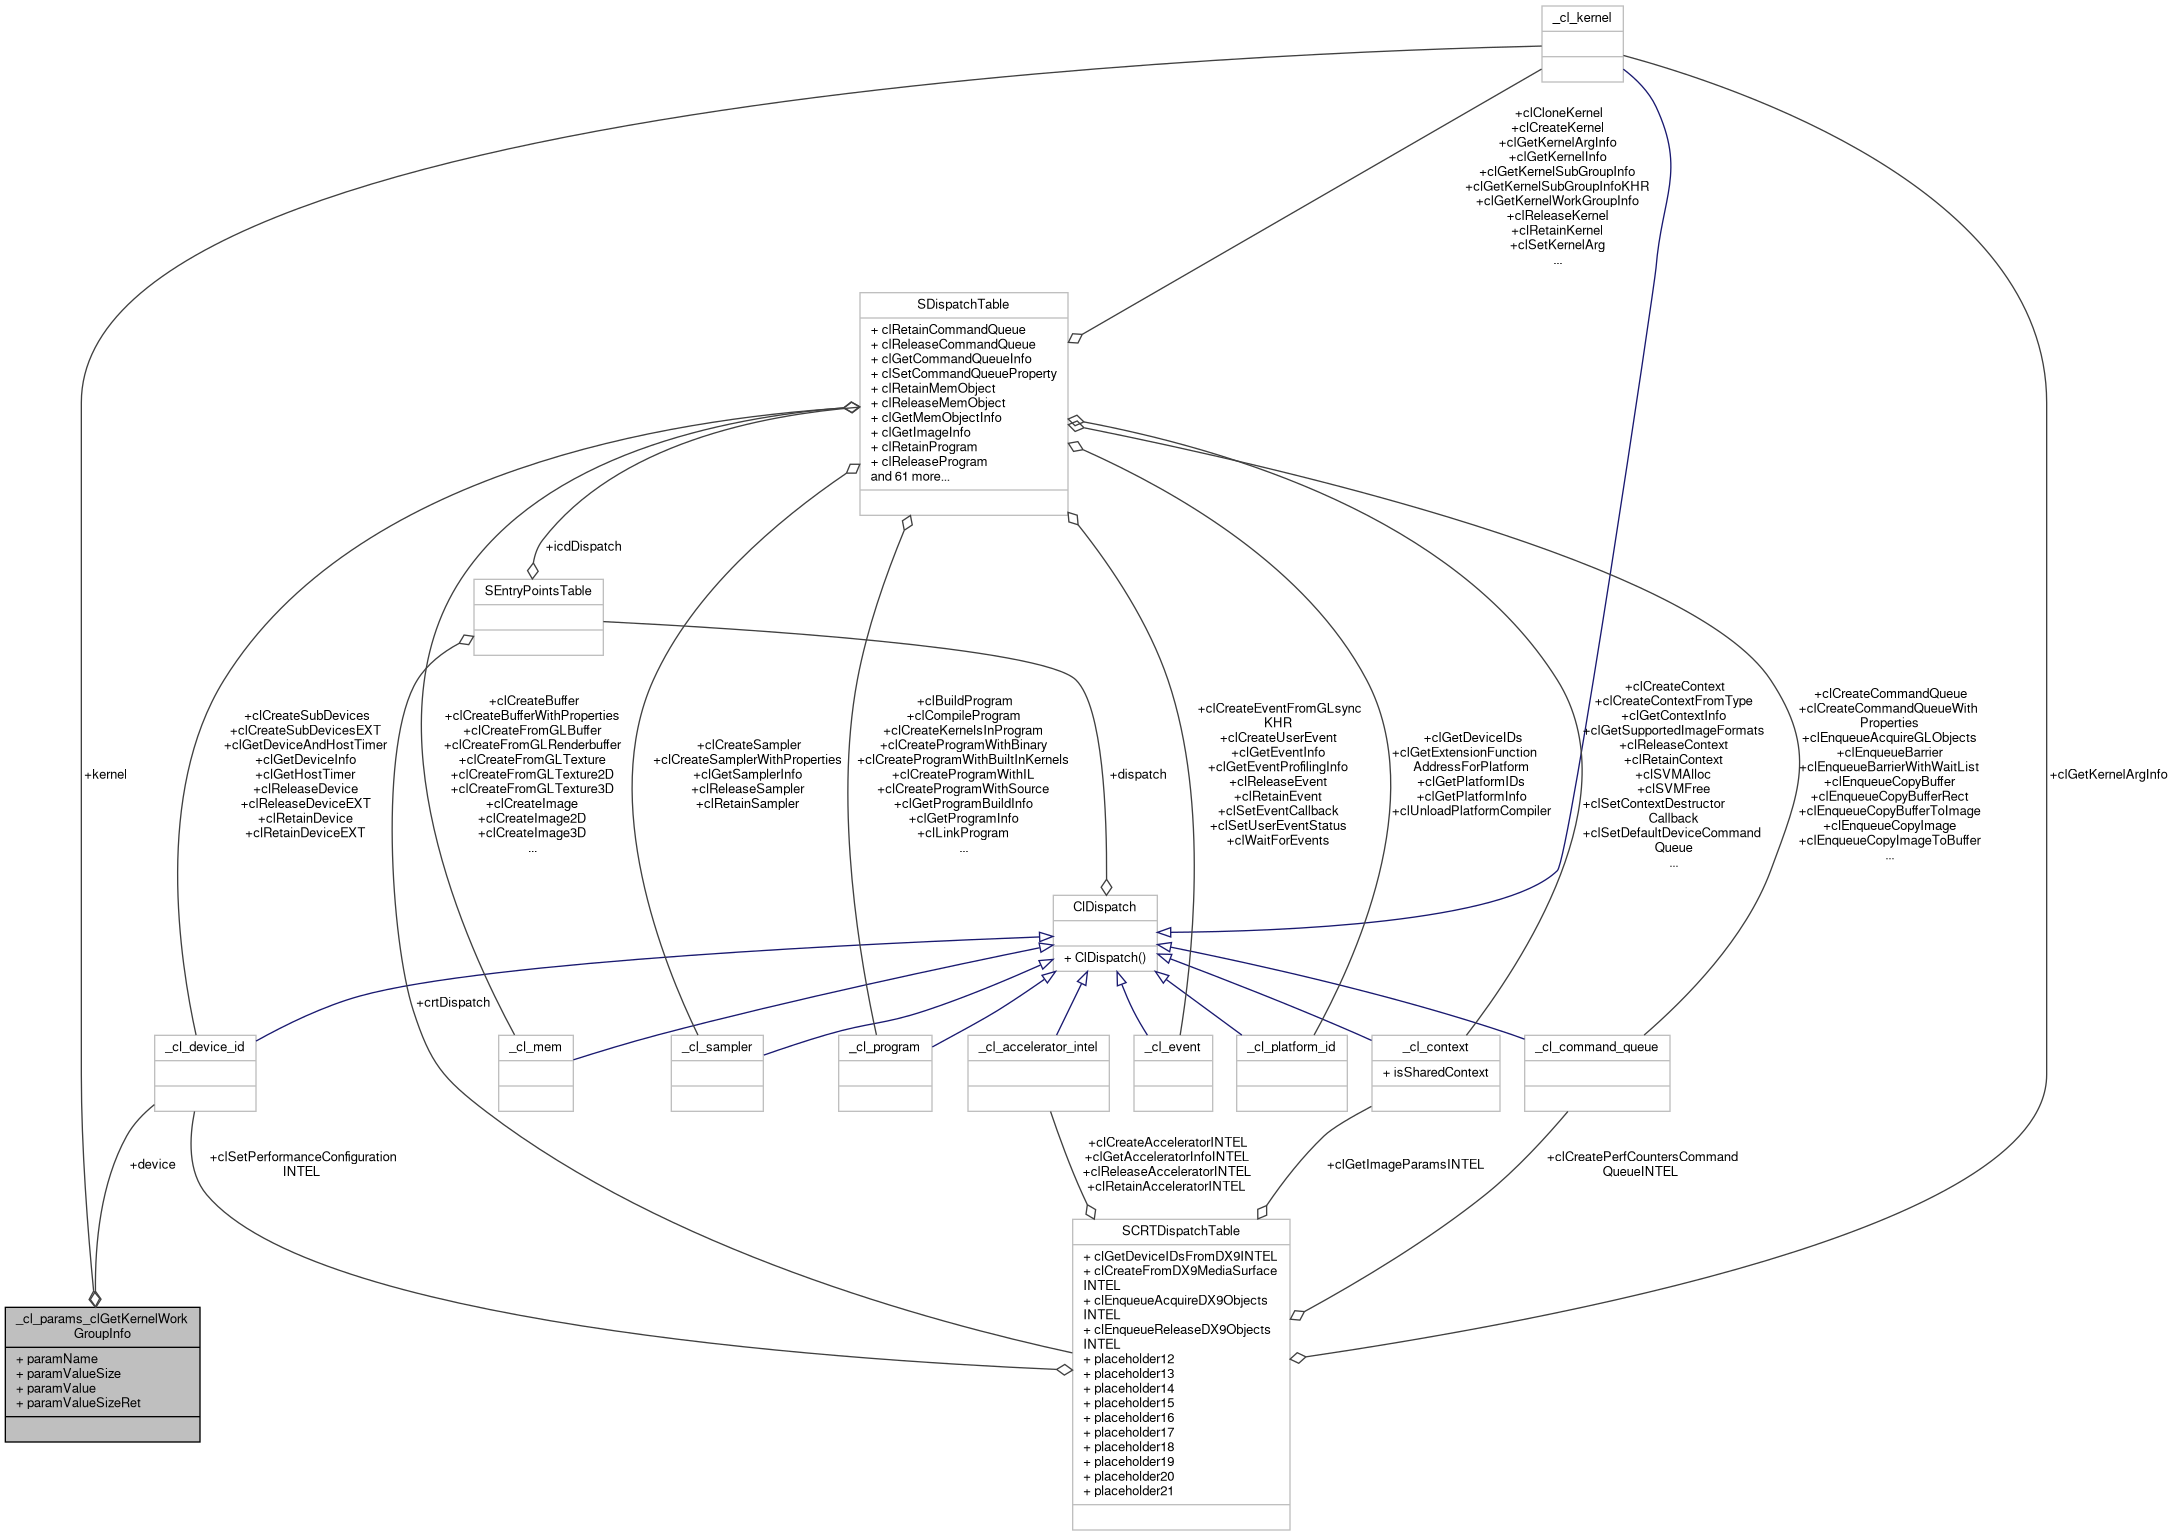 _cl_kernel
+clCloneKernel
+clCreateKernel
+clGetKernelArgInfo
+clGetKernelInfo
+clGetKernelSubGroupInfo
+clGetKernelSubGroupInfoKHR
+clGetKernelWorkGroupInfo
+clReleaseKernel
+clRetainKernel
+clSetKernelArg
...
SDispatchTable
+ clRetainCommandQueue
+ clReleaseCommandQueue
+ clGetCommandQueueInfo
+ clSetCommandQueueProperty
+ clRetainMemObject
+ clReleaseMemObject
+ clGetMemObjectInfo
+ clGetImageInfo
+ clRetainProgram
+ clReleaseProgram
and 61 more...
+icdDispatch
SEntryPointsTable
+kernel
+clCreateSubDevices
+clCreateSubDevicesEXT
+clGetDeviceAndHostTimer
+clGetDeviceInfo
+clGetHostTimer
+clReleaseDevice
+clReleaseDeviceEXT
+clRetainDevice
+clRetainDeviceEXT
+clCreateBuffer
+clCreateBufferWithProperties
+clCreateFromGLBuffer
+clCreateFromGLRenderbuffer
+clCreateFromGLTexture
+clCreateFromGLTexture2D
+clCreateFromGLTexture3D
+clCreateImage
+clCreateImage2D
+clCreateImage3D
...
+clCreateSampler
+clCreateSamplerWithProperties
+clGetSamplerInfo
+clReleaseSampler
+clRetainSampler
+clBuildProgram
+clCompileProgram
+clCreateKernelsInProgram
+clCreateProgramWithBinary
+clCreateProgramWithBuiltInKernels
+clCreateProgramWithIL
+clCreateProgramWithSource
+clGetProgramBuildInfo
+clGetProgramInfo
+clLinkProgram
...
+dispatch
+clCreateEventFromGLsync
KHR
+clCreateUserEvent
+clGetEventInfo
+clGetEventProfilingInfo
+clReleaseEvent
+clRetainEvent
+clSetEventCallback
+clSetUserEventStatus
+clWaitForEvents
+clGetDeviceIDs
+clGetExtensionFunction
AddressForPlatform
+clGetPlatformIDs
+clGetPlatformInfo
+clUnloadPlatformCompiler
+clCreateContext
+clCreateContextFromType
+clGetContextInfo
+clGetSupportedImageFormats
+clReleaseContext
+clRetainContext
+clSVMAlloc
+clSVMFree
+clSetContextDestructor
Callback
+clSetDefaultDeviceCommand
Queue
...
+clCreateCommandQueue
+clCreateCommandQueueWith
Properties
+clEnqueueAcquireGLObjects
+clEnqueueBarrier
+clEnqueueBarrierWithWaitList
+clEnqueueCopyBuffer
+clEnqueueCopyBufferRect
+clEnqueueCopyBufferToImage
+clEnqueueCopyImage
+clEnqueueCopyImageToBuffer
...
+clGetKernelArgInfo
ClDispatch
+ ClDispatch()
+crtDispatch
_cl_device_id
_cl_mem
_cl_sampler
_cl_program
_cl_accelerator_intel
_cl_event
_cl_platform_id
_cl_context
+ isSharedContext
_cl_command_queue
+device
+clSetPerformanceConfiguration
INTEL
+clCreateAcceleratorINTEL
+clGetAcceleratorInfoINTEL
+clReleaseAcceleratorINTEL
+clRetainAcceleratorINTEL
+clGetImageParamsINTEL
+clCreatePerfCountersCommand
QueueINTEL
_cl_params_clGetKernelWork
GroupInfo
+ paramName
+ paramValueSize
+ paramValue
+ paramValueSizeRet
SCRTDispatchTable
+ clGetDeviceIDsFromDX9INTEL
+ clCreateFromDX9MediaSurface
INTEL
+ clEnqueueAcquireDX9Objects
INTEL
+ clEnqueueReleaseDX9Objects
INTEL
+ placeholder12
+ placeholder13
+ placeholder14
+ placeholder15
+ placeholder16
+ placeholder17
+ placeholder18
+ placeholder19
+ placeholder20
+ placeholder21